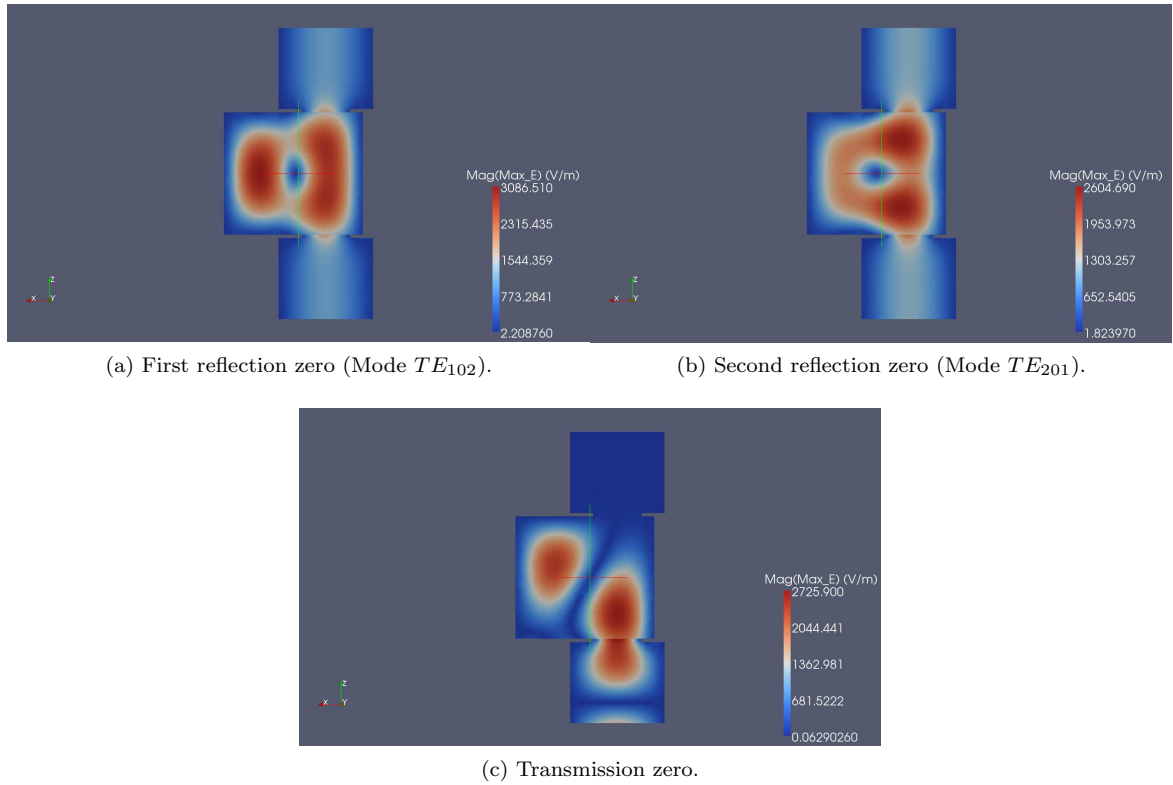 Mag(Max_E) (V/m)
3086.510
2315.435
1544.359
773.2841
2.208760
Z
X
Y
(a) First reflection zero (Mode TE₁₀₂).
Mag(Max_E) (V/m)
2604.690
1953.973
1303.257
652.5405
1.823970
Z
X
Y
(b) Second reflection zero (Mode TE₂₀₁).
Mag(Max_E) (V/m)
2725.900
2044.441
1362.981
681.5222
0.06290260
Z
X
Y
(c) Transmission zero.